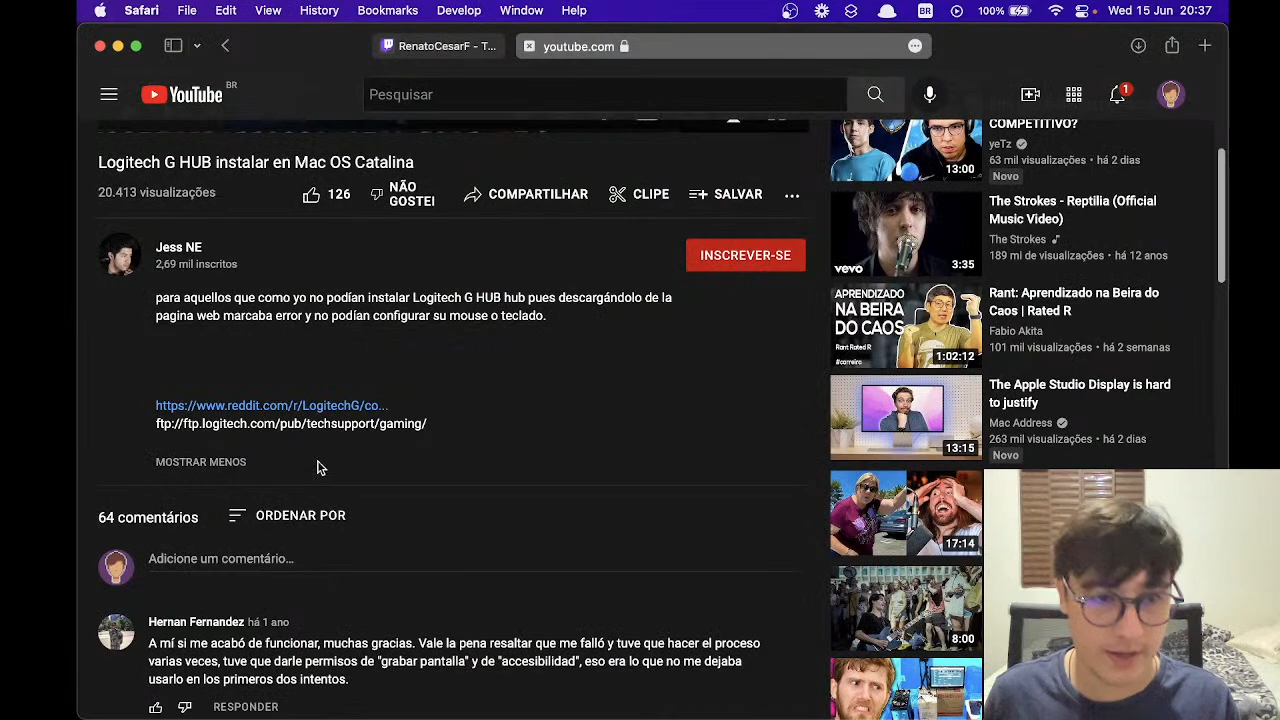 Safari File Edit View History Bookmarks Develop Window Help BR 100% Wed 15 Jun 20:37
RenatoCesarF - T... youtube.com
YouTube BR Pesquisar 1
Logitech G HUB instalar en Mac OS Catalina
20.413 visualizações 126 NÃO GOSTEI COMPARTILHAR CLIPE SALVAR ...
Jess NE
2,69 mil inscritos
INSCREVER-SE
para aquellos que como yo no podían instalar Logitech G HUB hub pues descargándolo de la
pagina web marcaba error y no podían configurar su mouse o teclado.
https://www.reddit.com/r/LogitechG/co...
ftp://ftp.logitech.com/pub/techsupport/gaming/
MOSTRAR MENOS
64 comentários ORDENAR POR
Adicione um comentário...
Hernan Fernandez há 1 ano
A mí si me acabó de funcionar, muchas gracias. Vale la pena resaltar que me falló y tuve que hacer el proceso
varias veces, tuve que darle permisos de "grabar pantalla" y de "accesibilidad", eso era lo que no me dejaba
usarlo en los primeros dos intentos.
RESPONDER
13:00
COMPETITIVO?
yeTz
63 mil visualizações • há 2 dias
Novo
vevo 3:35
The Strokes - Reptilia (Official
Music Video)
The Strokes
189 mi de visualizações • há 12 anos
APRENDIZADO
NA BEIRA
DO CAOS
Rant Rated R
#carreira
1:02:12
Rant: Aprendizado na Beira do
Caos | Rated R
Fabio Akita
101 mil visualizações • há 2 semanas
13:15
The Apple Studio Display is hard
to justify
Mac Address
263 mil visualizações • há 2 dias
Novo
17:14
8:00